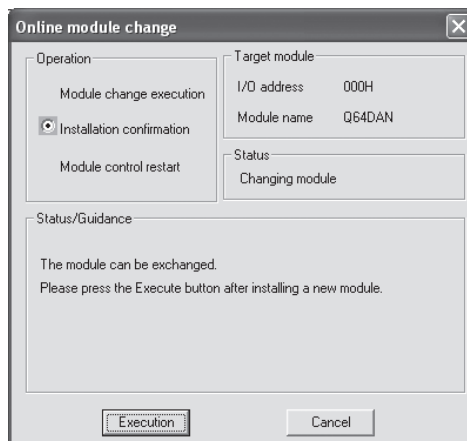 Online module change
Operation
Module change execution
Installation confirmation
Module control restart
Target module
I/O address 000H
Module name Q64DAN
Status
Changing module
Status/Guidance
The module can be exchanged.
Please press the Execute button after installing a new module.
Execution
Cancel